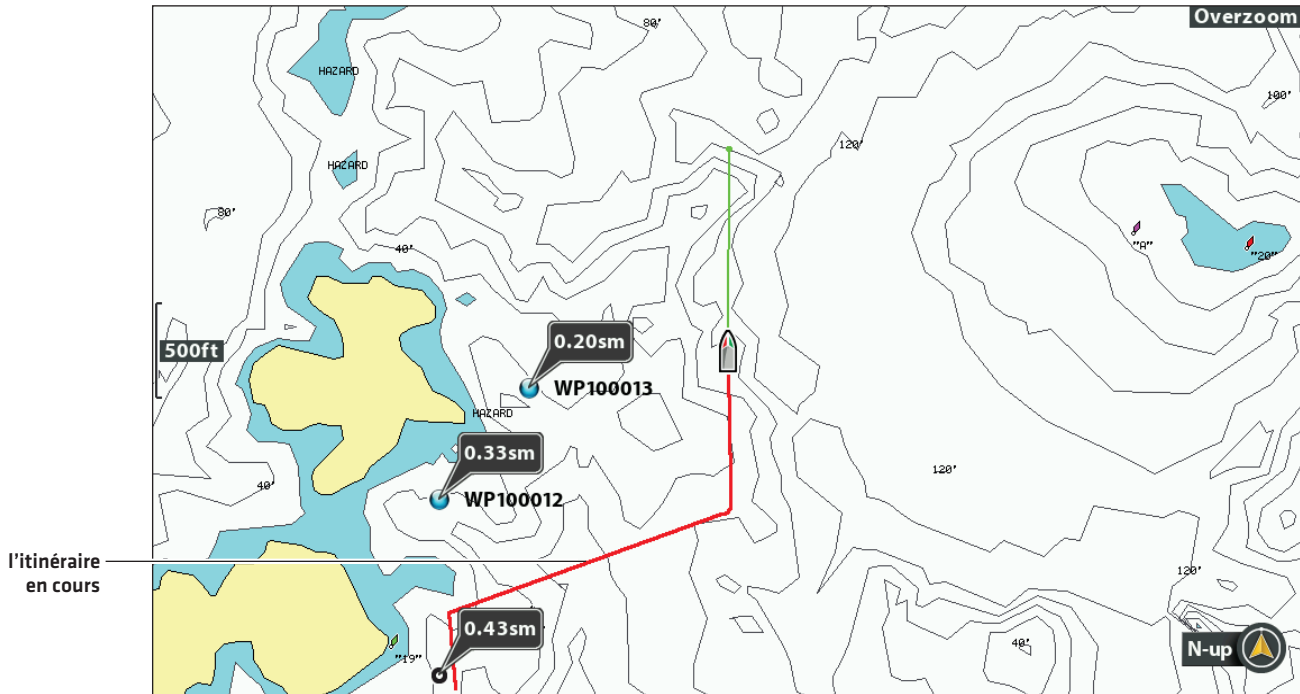 80'
Overzoom
HAZARD
100'
120'
HAZARD
80'
40'
"A"
"20"
0.20sm
500ft
WP100013
HAZARD
0.33sm
120'
40'
WP100012
l'itinéraire
en cours
120'
0.43sm
40'
N-up
"19"